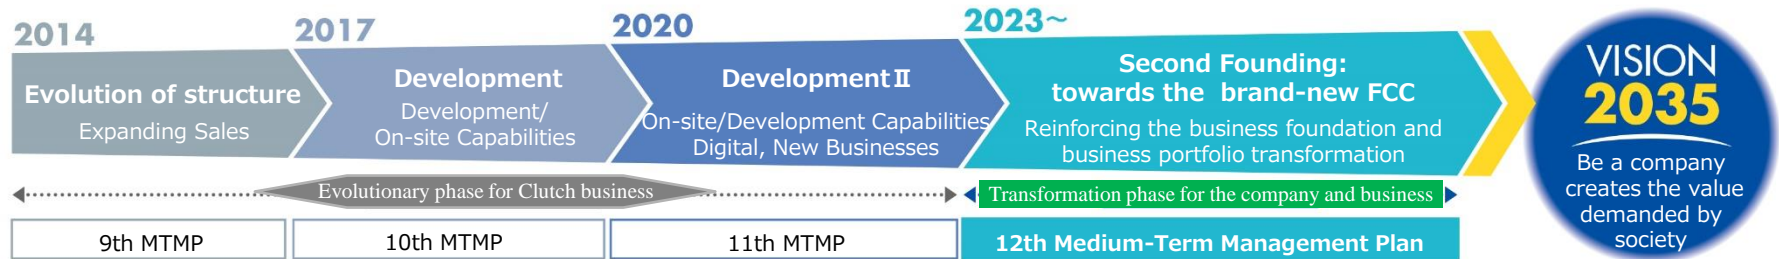 2014
Evolution of structure
Expanding Sales
2017
Development
Development/
On-site Capabilities
2020
Development Ⅱ
On-site/Development Capabilities
Digital, New Businesses
2023~
Second Founding:
towards the brand-new FCC
Reinforcing the business foundation and
business portfolio transformation
VISION
2035
Be a company
creates the value
demanded by
society
Evolutionary phase for Clutch business
Transformation phase for the company and business
9th MTMP
10th MTMP
11th MTMP
12th Medium-Term Management Plan